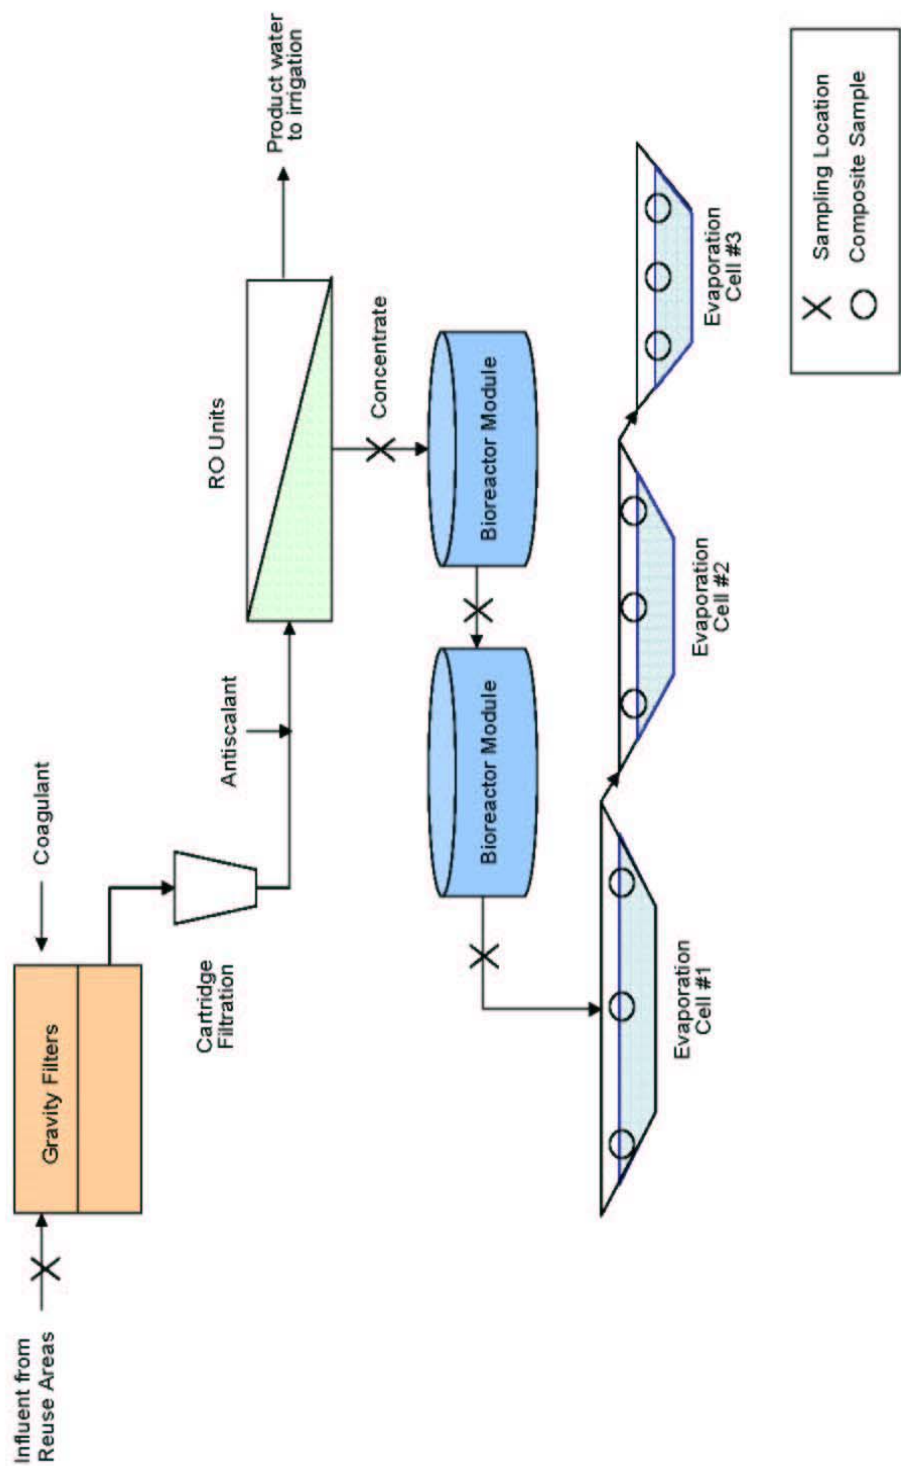 Influent from
Reuse Areas
Gravity Filters
Coagulant
Cartridge
Filtration
Antiscalant
RO Units
Product water
to irrigation
Concentrate
Bioreactor Module
Bioreactor Module
Evaporation
Cell #1
Evaporation
Cell #2
Evaporation
Cell #3
Sampling Location
Composite Sample